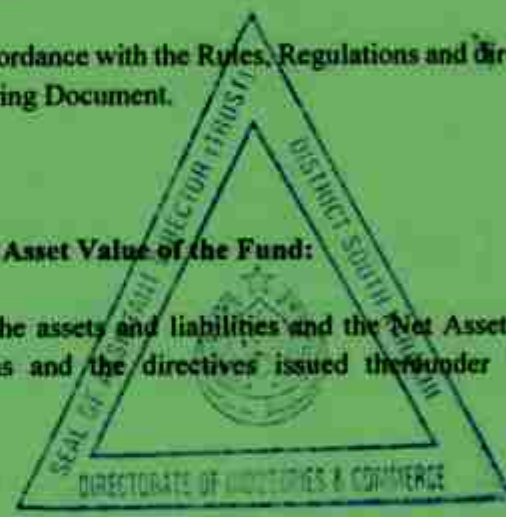 ordance with the Rules, Regulations and dir
ing Document.
Asset Value of the Fund:
he assets and liabilities and the Net Asset
s and the directives issued thereunder
SEAL OF ASSISTANT DIRECTOR (TRUST)
DISTRICT SOUTH
DIRECTORATE OF INDUSTRIES & COMMERCE